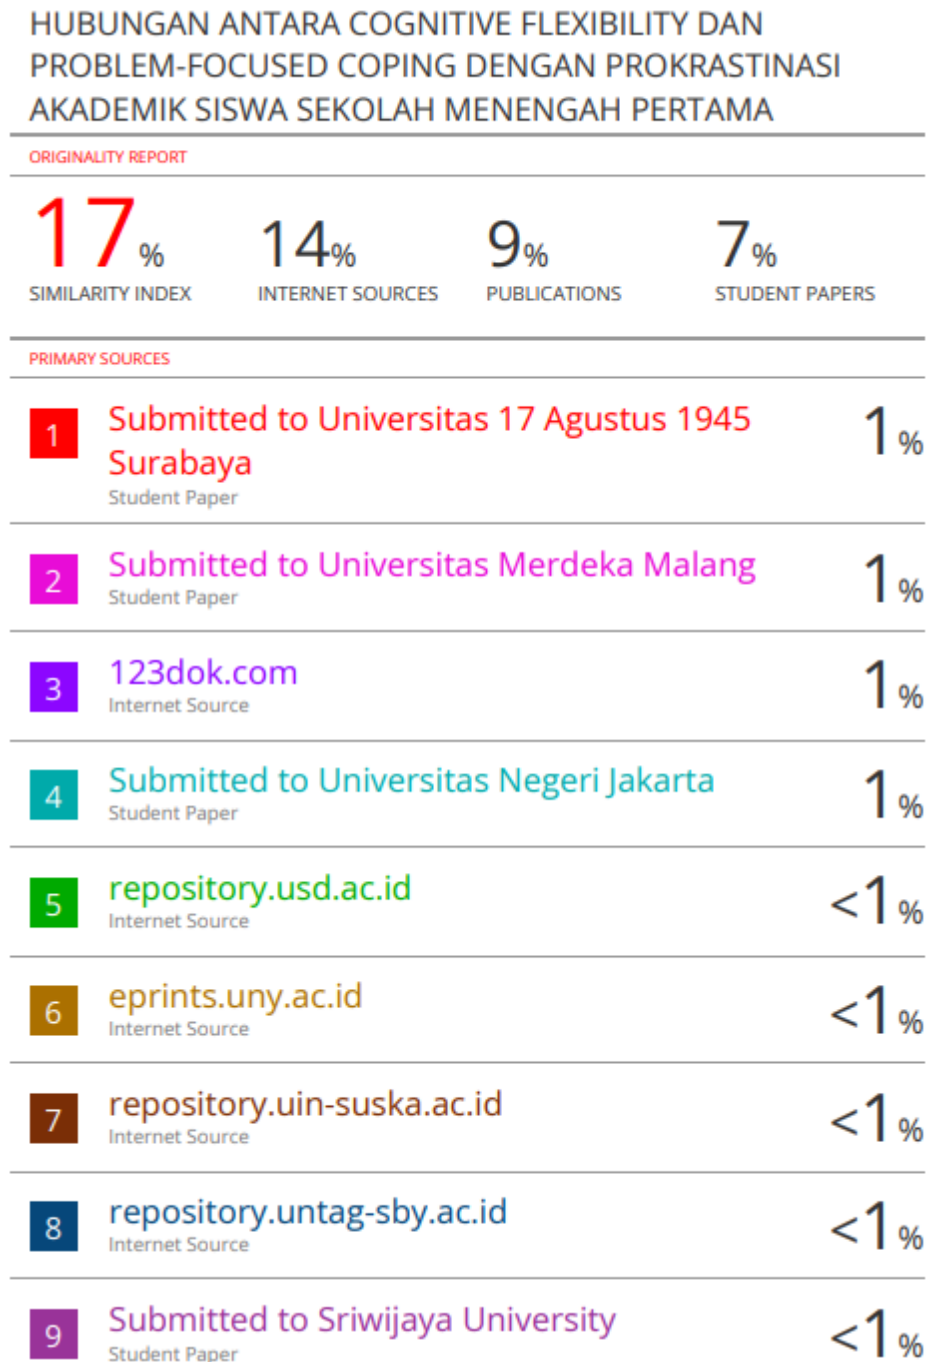 HUBUNGAN ANTARA COGNITIVE FLEXIBILITY DAN
PROBLEM-FOCUSED COPING DENGAN PROKRASTINASI
AKADEMIK SISWA SEKOLAH MENENGAH PERTAMA
ORIGINALITY REPORT
17% 14% 9% 7%
SIMILARITY INDEX INTERNET SOURCES PUBLICATIONS STUDENT PAPERS
PRIMARY SOURCES
1 Submitted to Universitas 17 Agustus 1945 1%
Surabaya
Student Paper
2 Submitted to Universitas Merdeka Malang 1%
Student Paper
3 123dok.com 1%
Internet Source
4 Submitted to Universitas Negeri Jakarta 1%
Student Paper
5 repository.usd.ac.id <1%
Internet Source
6 eprints.uny.ac.id <1%
Internet Source
7 repository.uin-suska.ac.id <1%
Internet Source
8 repository.untag-sby.ac.id <1%
Internet Source
9 Submitted to Sriwijaya University <1%
Student Paper